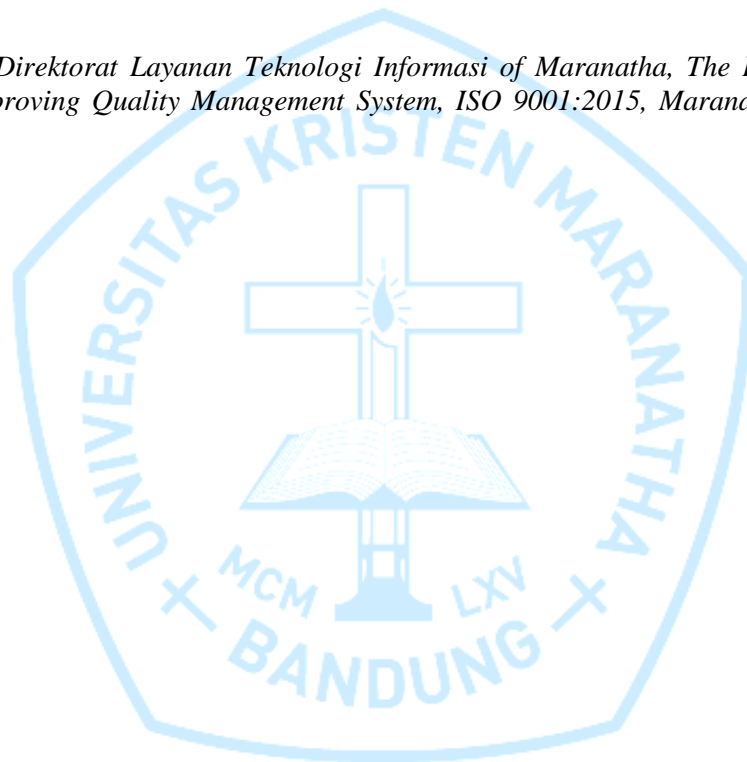 Direktorat Layanan Teknologi Informasi of Maranatha, The
proving Quality Management System, ISO 9001:2015,
UNIVERSITAS KRISTEN MARANATHA
MCM LXV
BANDUNG